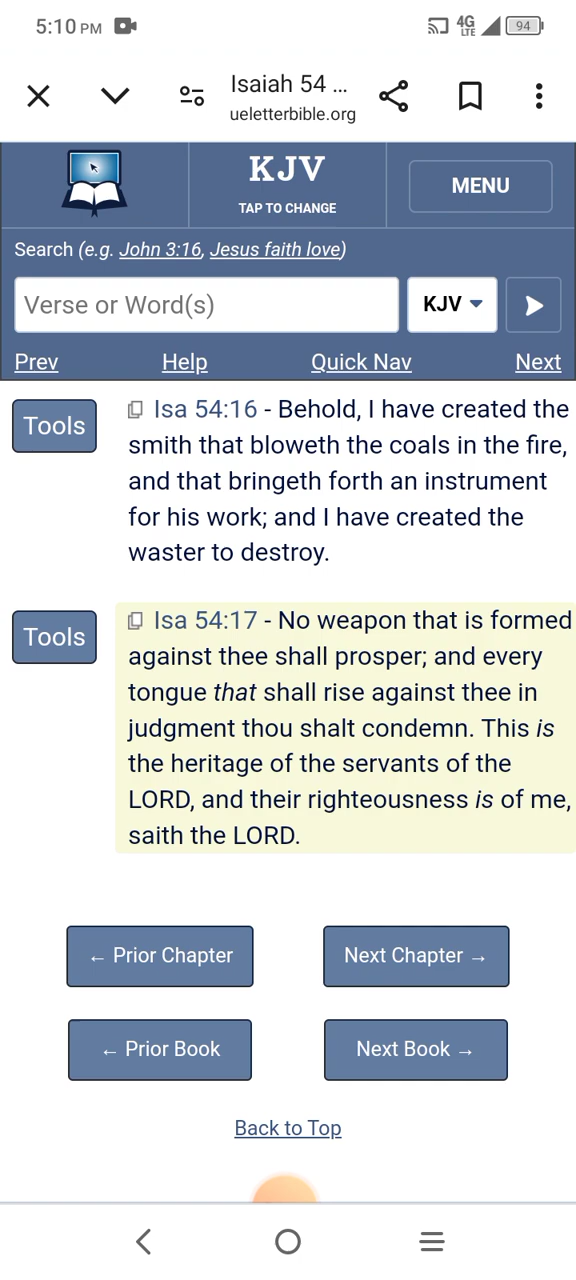 5:10 PM
4G
LTE
94
Isaiah 54 ...
ueletterbible.org
KJV
TAP TO CHANGE
MENU
Search (e.g. John 3:16, Jesus faith love)
Verse or Word(s)
KJV
Prev
Help
Quick Nav
Next
Tools
Isa 54:16 - Behold, I have created the
smith that bloweth the coals in the fire,
and that bringeth forth an instrument
for his work; and I have created the
waster to destroy.
Tools
Isa 54:17 - No weapon that is formed
against thee shall prosper; and every
tongue that shall rise against thee in
judgment thou shalt condemn. This is
the heritage of the servants of the
LORD, and their righteousness is of me,
saith the LORD.
← Prior Chapter
Next Chapter →
← Prior Book
Next Book →
Back to Top